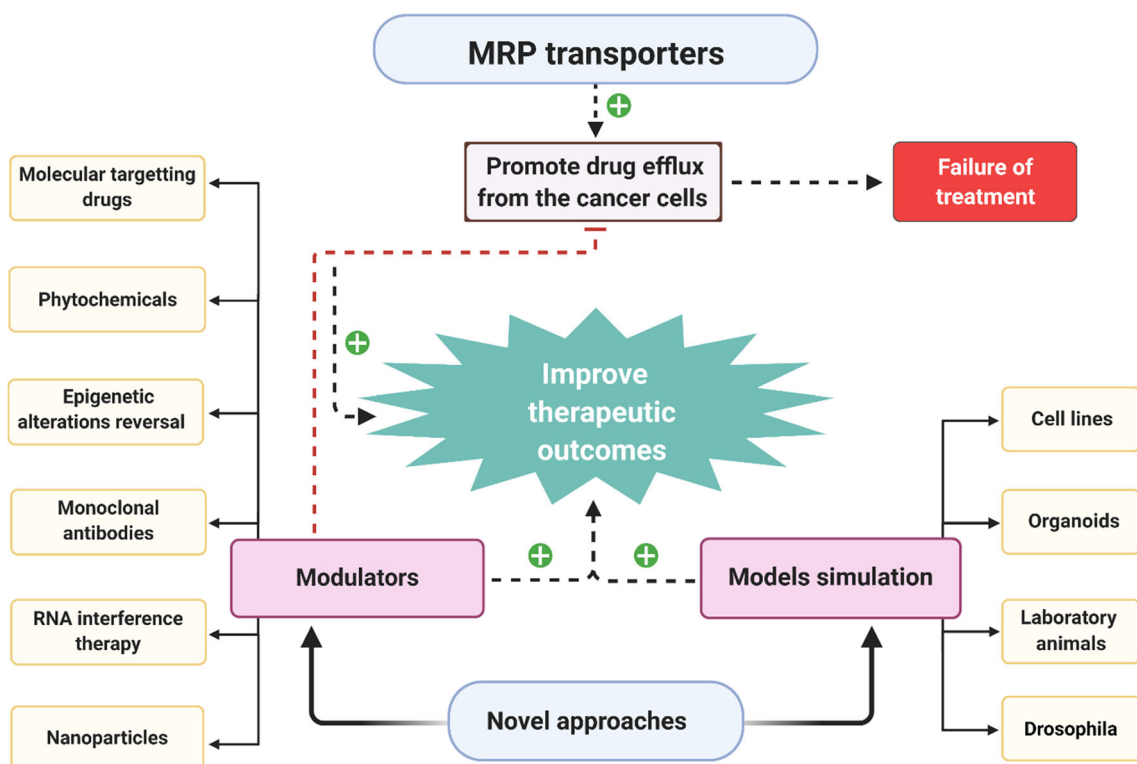 MRP transporters
Promote drug efflux
from the cancer cells
Failure of
treatment
Molecular targetting
drugs
Phytochemicals
Epigenetic
alterations reversal
Monoclonal
antibodies
RNA interference
therapy
Nanoparticles
Improve
therapeutic
outcomes
Modulators
Models simulation
Novel approaches
Cell lines
Organoids
Laboratory
animals
Drosophila